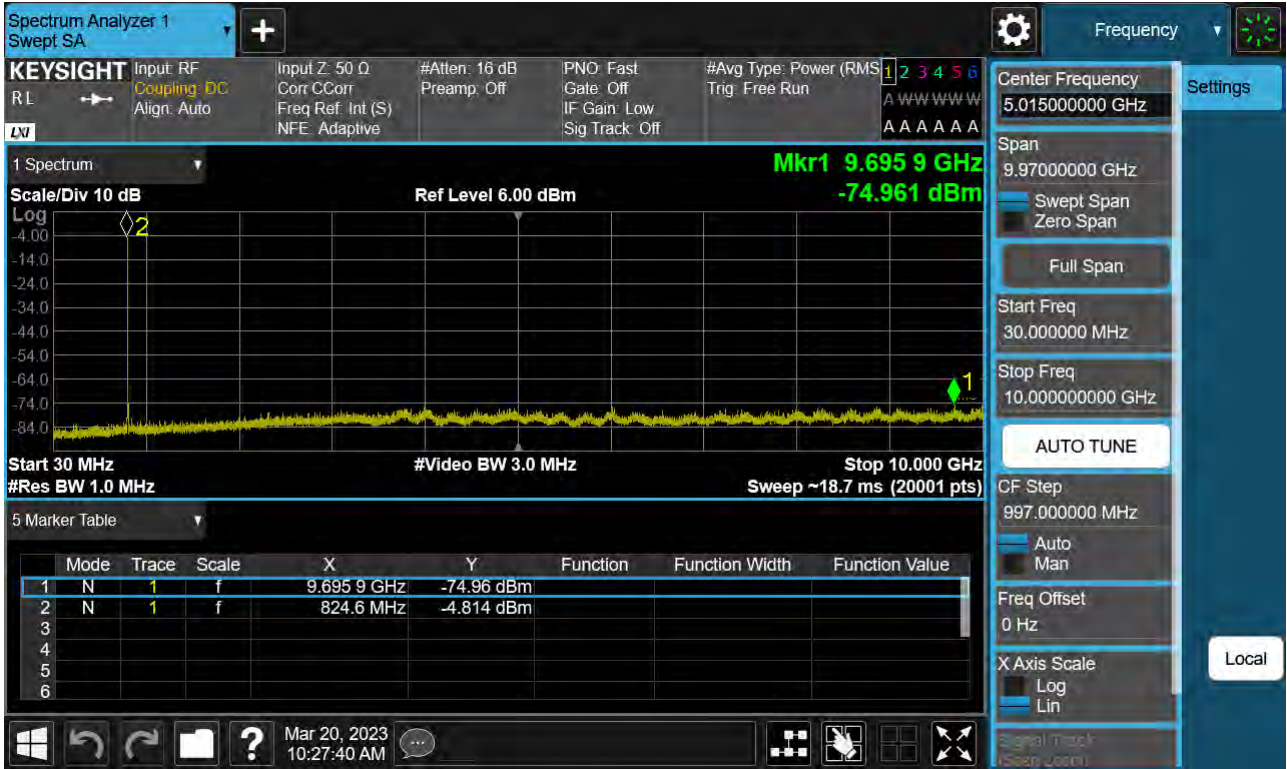 Spectrum Analyzer 1
Swept SA
Frequency
KEYSIGHT
RL
LXI
Input: RF
Coupling: DC
Align: Auto
Input Z: 50 Ω
Corr CCorr
Freq Ref: Int (S)
NFE: Adaptive
#Atten: 16 dB
Preamp: Off
PNO: Fast
Gate: Off
IF Gain: Low
Sig Track: Off
#Avg Type: Power (RMS
Trig: Free Run
1 2 3 4 5 6
A W W W W W
A A A A A A
1 Spectrum
Scale/Div 10 dB
Ref Level 6.00 dBm
Mkr1 9.695 9 GHz
-74.961 dBm
Log
-4.00
-14.0
-24.0
-34.0
-44.0
-54.0
-64.0
-74.0
-84.0
2
1
Start 30 MHz
#Video BW 3.0 MHz
Stop 10.000 GHz
#Res BW 1.0 MHz
Sweep ~18.7 ms (20001 pts)
5 Marker Table
Mode Trace Scale X Y Function Function Width Function Value
1 N 1 f 9.695 9 GHz -74.96 dBm
2 N 1 f 824.6 MHz -4.814 dBm
3
4
5
6
Mar 20, 2023
10:27:40 AM
Center Frequency
5.015000000 GHz
Settings
Span
9.97000000 GHz
Swept Span
Zero Span
Full Span
Start Freq
30.000000 MHz
Stop Freq
10.000000000 GHz
AUTO TUNE
CF Step
997.000000 MHz
Auto
Man
Freq Offset
0 Hz
X Axis Scale
Log
Lin
Local
Signal Track
(Span Zoom)